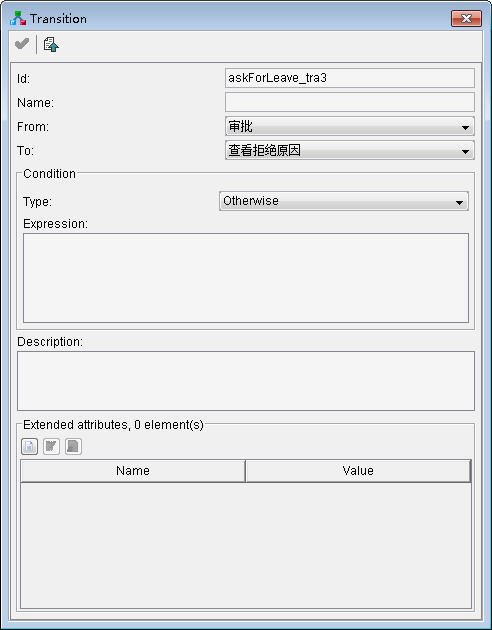 Transition
Id: askForLeave_tra3
Name:
From: 审批
To: 查看拒绝原因
Condition
Type: Otherwise
Expression:
Description:
Extended attributes, 0 element(s)
Name Value